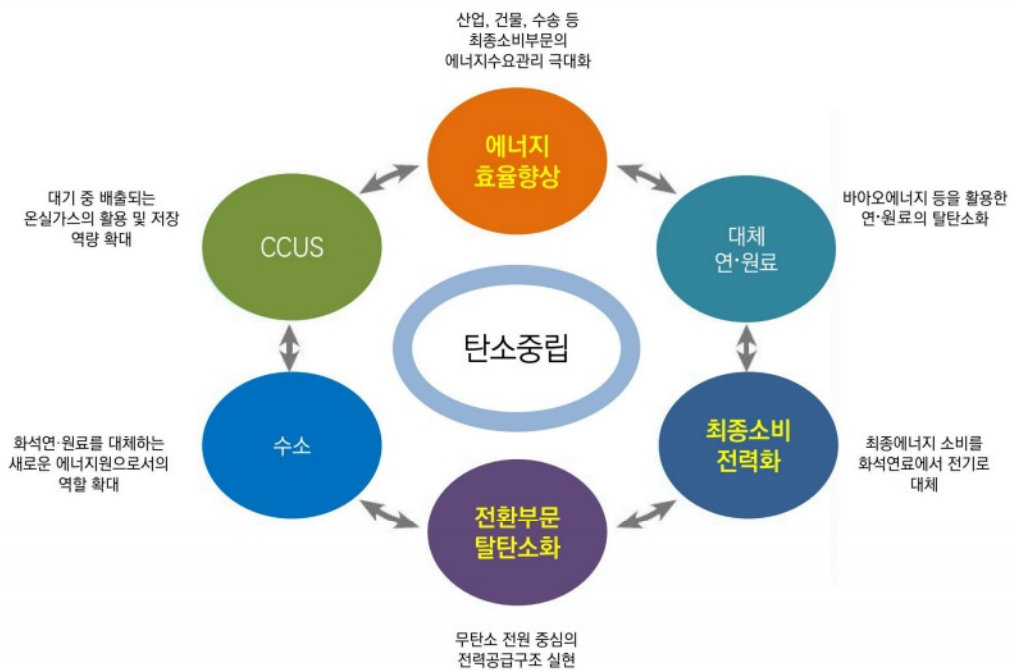 산업, 건물, 수송 등
최종소비부문의
에너지수요관리 극대화
에너지
효율향상
대기 중 배출되는
온실가스의 활용 및 저장
역량 확대
CCUS
대체
연·원료
바아오에너지 등을 활용한
연·원료의 탈탄소화
탄소중립
화석연·원료를 대체하는
새로운 에너지원으로서의
역할 확대
수소
최종소비
전력화
최종에너지 소비를
화석연료에서 전기로
대체
전환부문
탈탄소화
무탄소 전원 중심의
전력공급구조 실현